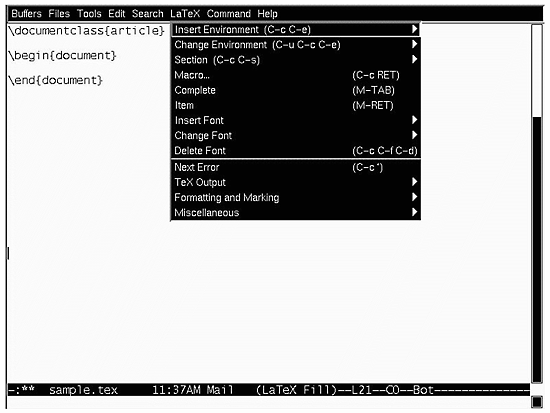 Buffers Files Tools Edit Search LaTeX Command Help
\documentclass{article}
\begin{document}
\end{document}
Insert Environment (C-c C-e)
Change Environment (C-u C-c C-e)
Section (C-c C-s)
Macro... (C-c RET)
Complete (M-TAB)
Item (M-RET)
Insert Font
Change Font
Delete Font (C-c C-f C-d)
Next Error (C-c `)
TeX Output
Formatting and Marking
Miscellaneous
-:** sample.tex 11:37AM Mail (LaTeX Fill)--L21--C0--Bot--------------